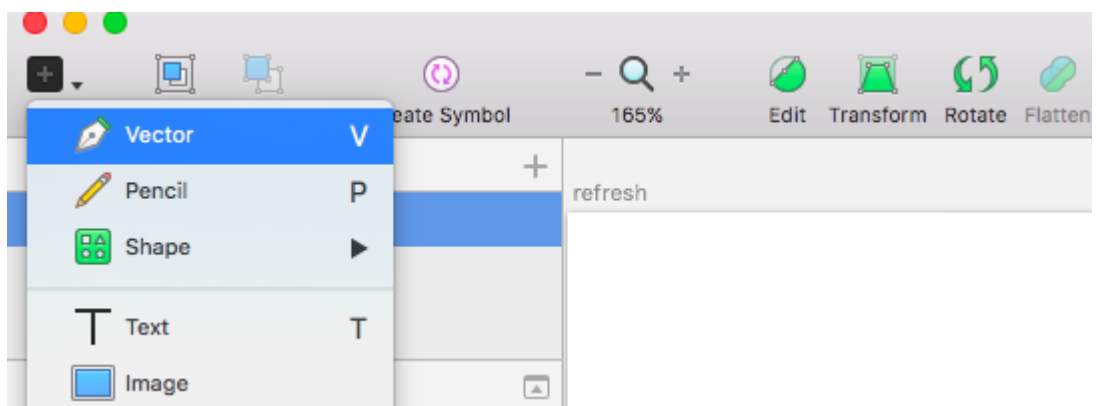 eate Symbol
165%
Edit Transform Rotate Flatten
Vector V
Pencil P
refresh
Shape
Text T
Image